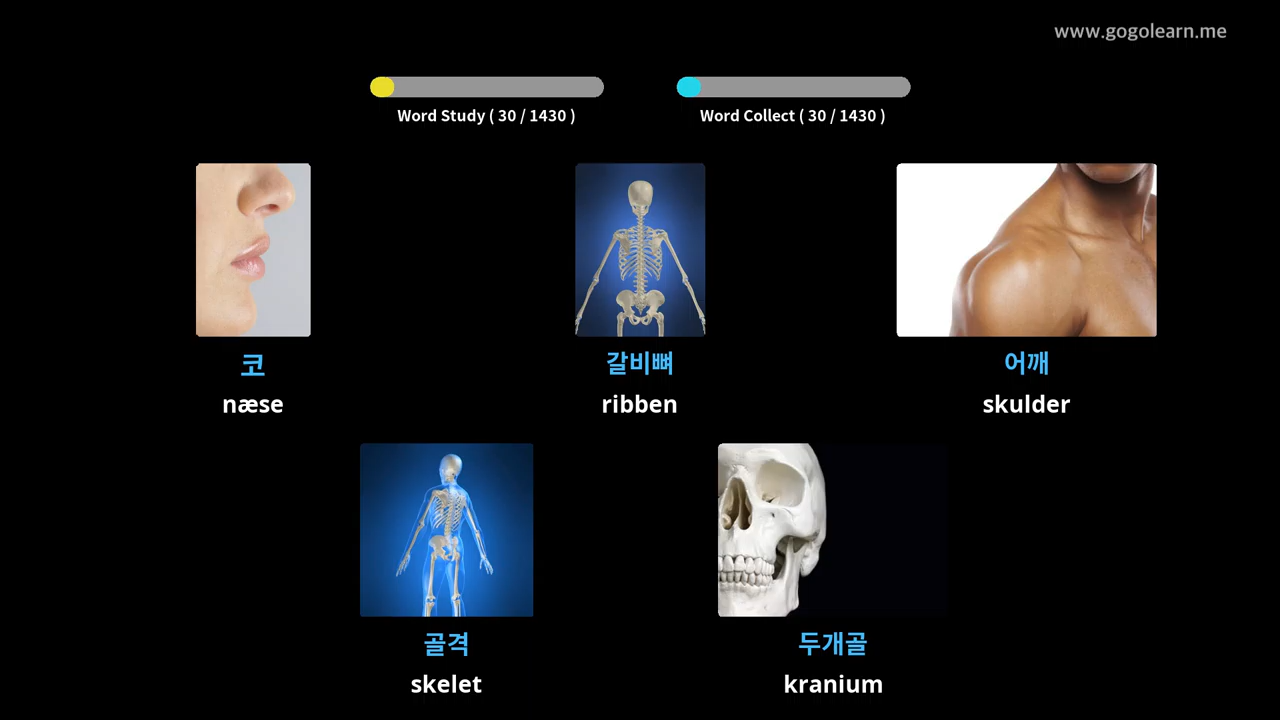 www.gogolearn.me
Word Study ( 30 / 1430 )
Word Collect ( 30 / 1430 )
코
갈비뼈
어깨
næse
ribben
skulder
골격
두개골
skelet
kranium